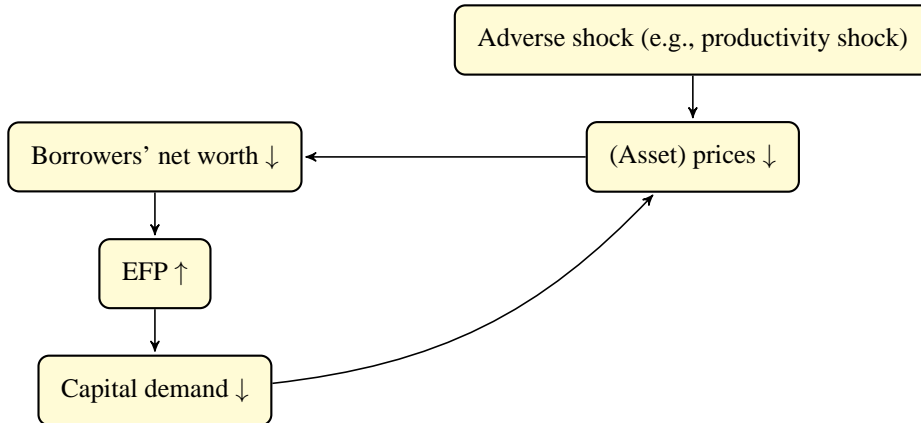 Adverse shock (e.g., productivity shock)
(Asset) prices ↓
Borrowers’ net worth ↓
EFP ↑
Capital demand ↓